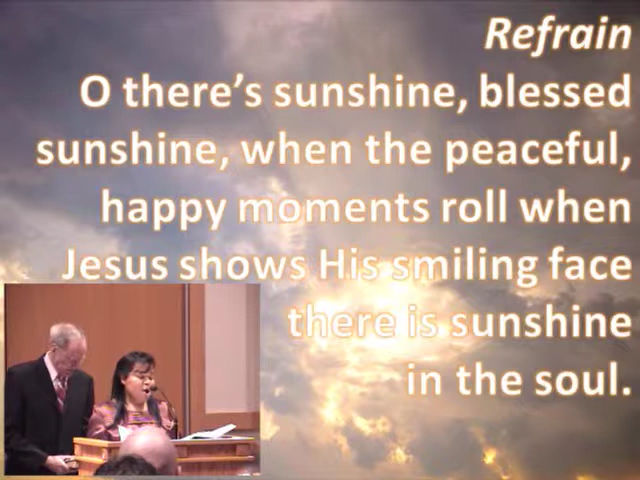 Refrain
O there’s sunshine, blessed
sunshine, when the peaceful,
happy moments roll when
Jesus shows His smiling face
there is sunshine
in the soul.